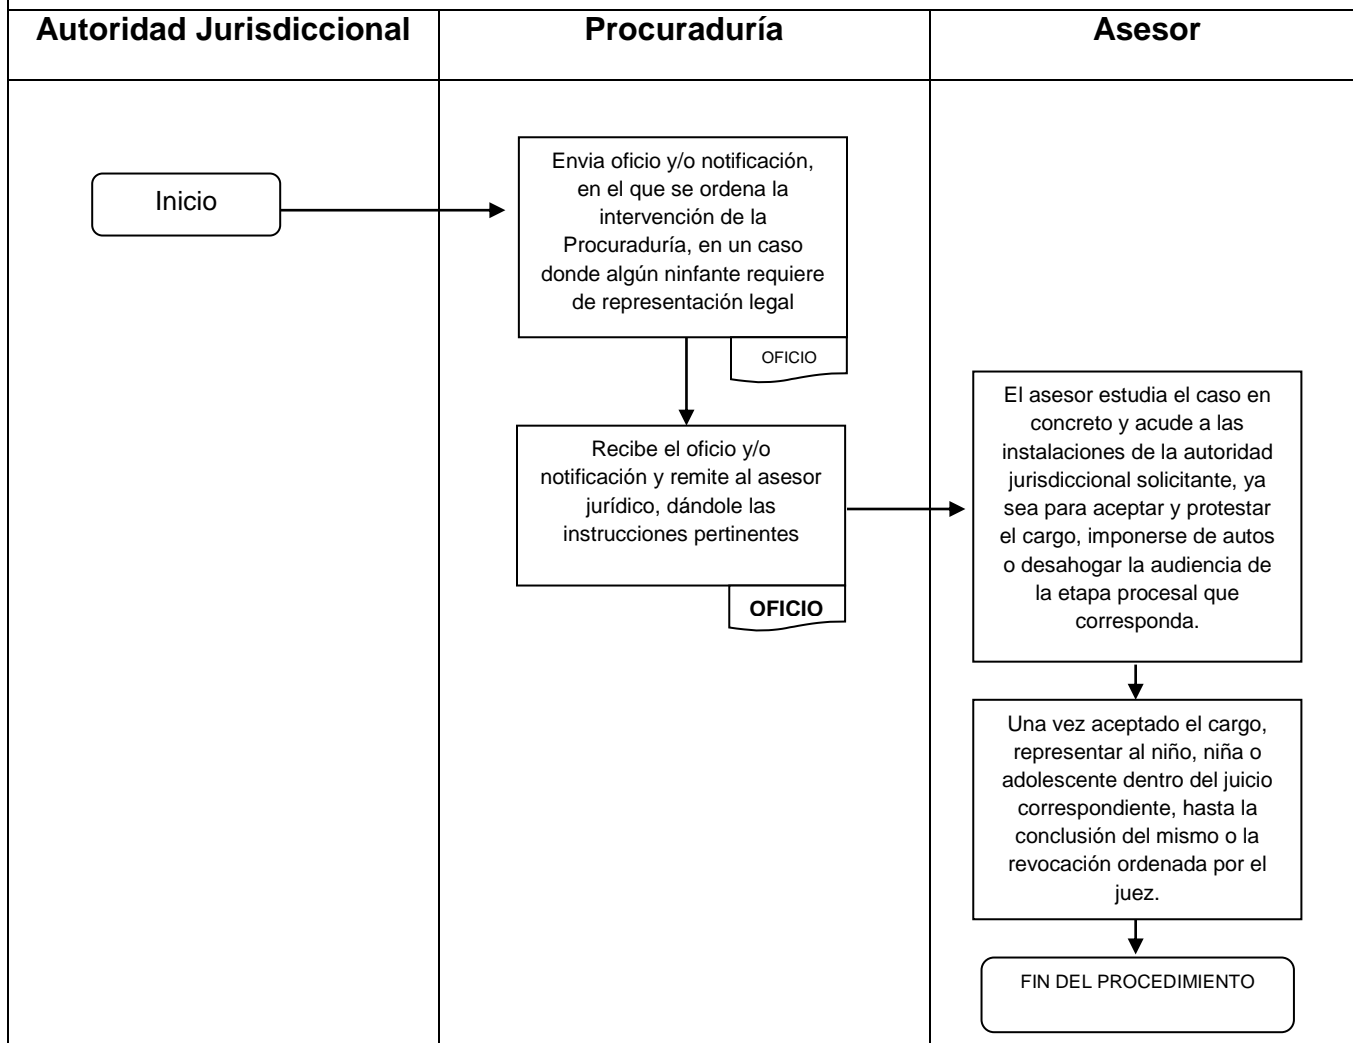 Autoridad Jurisdiccional
Procuraduría
Asesor
Inicio
Envia oficio y/o notificación,
en el que se ordena la
intervención de la
Procuraduría, en un caso
donde algún ninfante requiere
de representación legal
OFICIO
Recibe el oficio y/o
notificación y remite al asesor
jurídico, dándole las
instrucciones pertinentes
OFICIO
El asesor estudia el caso en
concreto y acude a las
instalaciones de la autoridad
jurisdiccional solicitante, ya
sea para aceptar y protestar
el cargo, imponerse de autos
o desahogar la audiencia de
la etapa procesal que
corresponda.
Una vez aceptado el cargo,
representar al niño, niña o
adolescente dentro del juicio
correspondiente, hasta la
conclusión del mismo o la
revocación ordenada por el
juez.
FIN DEL PROCEDIMIENTO